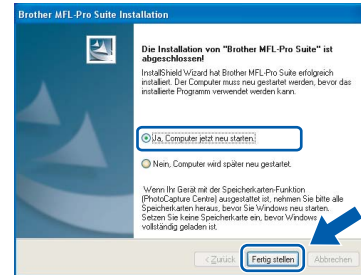 Brother MFL-Pro Suite Installation
Die Installation von "Brother MFL-Pro Suite" ist
abgeschlossen!
InstallShield Wizard hat Brother MFL-Pro Suite erfolgreich
installiert. Der Computer muss neu gestartet werden, bevor das
installierte Programm verwendet werden kann.
Ja, Computer jetzt neu starten.
Nein, Computer wird später neu gestartet.
Wenn Ihr Gerät mit der Speicherkarten-Funktion
(PhotoCapture Centre) ausgestattet ist, nehmen Sie bitte alle
Speicherkarten heraus, bevor Sie Windows neu starten.
Setzen Sie keine Speicherkarte ein, bevor Windows
vollständig geladen ist.
< Zurück Fertig stellen Abbrechen